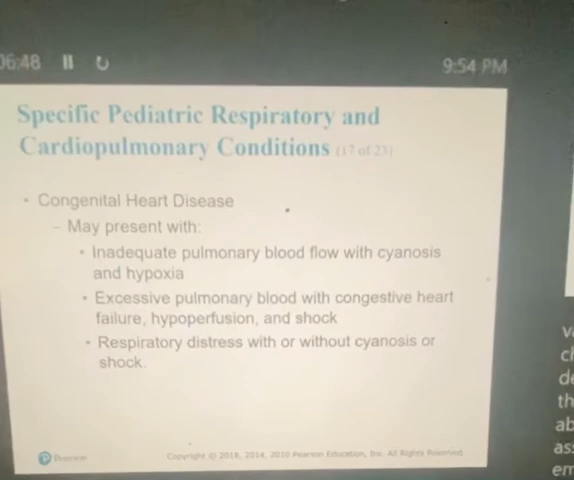 06:48
9:54 PM
Specific Pediatric Respiratory and
Cardiopulmonary Conditions (17 of 23)
• Congenital Heart Disease
– May present with:
• Inadequate pulmonary blood flow with cyanosis
and hypoxia
• Excessive pulmonary blood with congestive heart
failure, hypoperfusion, and shock
• Respiratory distress with or without cyanosis or
shock.
Pearson
Copyright © 2018, 2014, 2010 Pearson Education, Inc. All Rights Reserved
v
ch
de
th
ab
ass
em